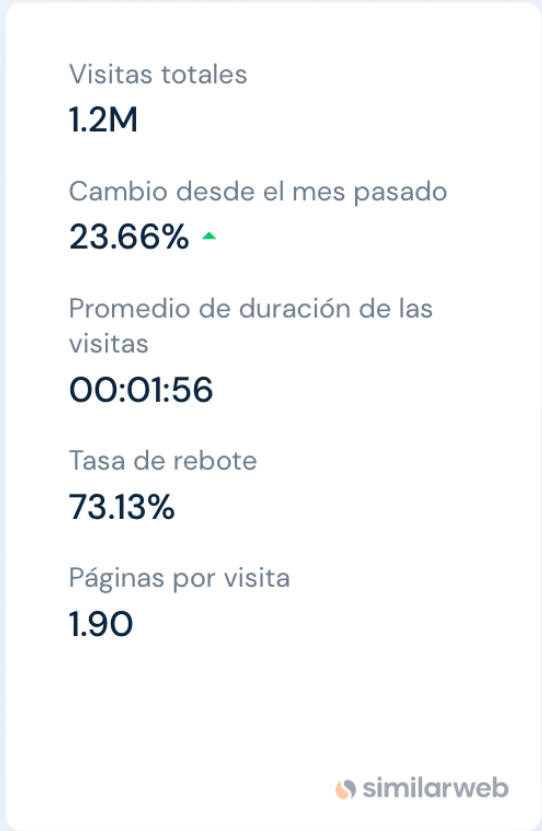 Visitas totales
1.2M
Cambio desde el mes pasado
23.66%
Promedio de duración de las
visitas
00:01:56
Tasa de rebote
73.13%
Páginas por visita
1.90
similarweb